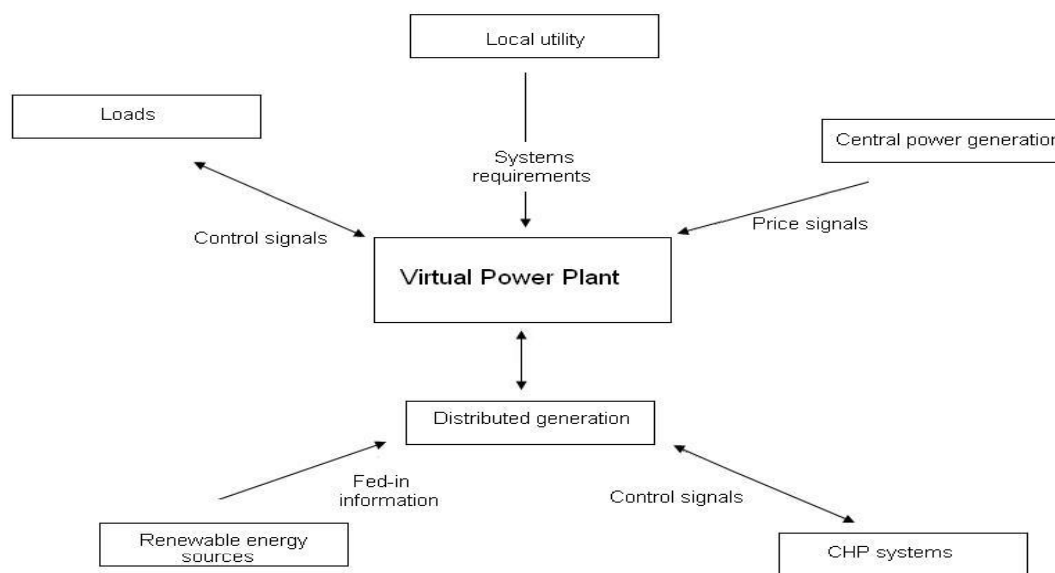 Local utility
Loads
Central power generation
Systems
requirements
Control signals
Price signals
Virtual Power Plant
Distributed generation
Fed-in
information
Control signals
Renewable energy
sources
CHP systems